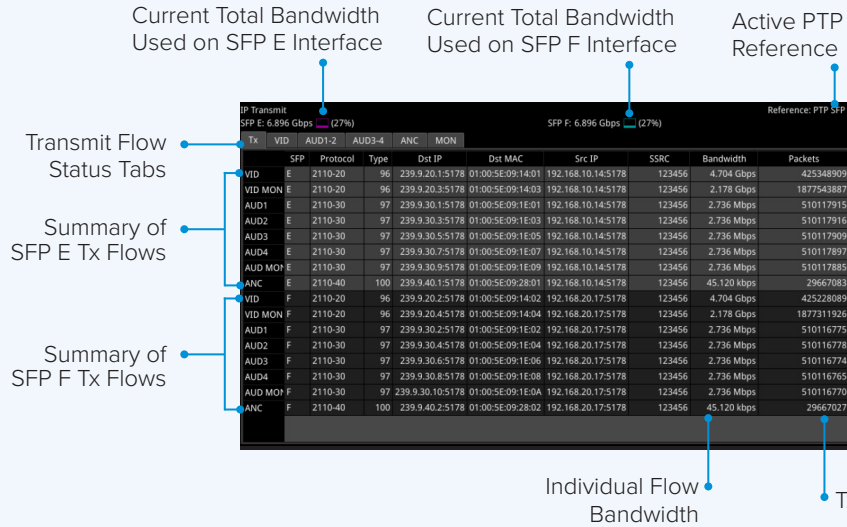 Current Total Bandwidth
Used on SFP E Interface
Current Total Bandwidth
Used on SFP F Interface
Active PTP
Reference
IP Transmit
Reference: PTP SFP
SFP E: 6.896 Gbps (27%)
SFP F: 6.896 Gbps (27%)
Tx VID AUD1-2 AUD3-4 ANC MON
Transmit Flow
Status Tabs
SFP Protocol Type Dst IP Dst MAC Src IP SSRC Bandwidth Packets
VID E 2110-20 96 239.9.20.1:5178 01:00:5E:09:14:01 192.168.10.14:5178 123456 4.704 Gbps 425348909
VID MON E 2110-20 96 239.9.20.3:5178 01:00:5E:09:14:03 192.168.10.14:5178 123456 2.178 Gbps 1877543887
AUD1 E 2110-30 97 239.9.30.1:5178 01:00:5E:09:1E:01 192.168.10.14:5178 123456 2.736 Mbps 510117915
AUD2 E 2110-30 97 239.9.30.3:5178 01:00:5E:09:1E:03 192.168.10.14:5178 123456 2.736 Mbps 510117916
AUD3 E 2110-30 97 239.9.30.5:5178 01:00:5E:09:1E:05 192.168.10.14:5178 123456 2.736 Mbps 510117909
AUD4 E 2110-30 97 239.9.30.7:5178 01:00:5E:09:1E:07 192.168.10.14:5178 123456 2.736 Mbps 510117897
AUD MON E 2110-30 97 239.9.30.9:5178 01:00:5E:09:1E:09 192.168.10.14:5178 123456 2.736 Mbps 510117885
ANC E 2110-40 100 239.9.40.1:5178 01:00:5E:09:28:01 192.168.10.14:5178 123456 45.120 kbps 29667083
VID F 2110-20 96 239.9.20.2:5178 01:00:5E:09:14:02 192.168.20.17:5178 123456 4.704 Gbps 425228089
VID MON F 2110-20 96 239.9.20.4:5178 01:00:5E:09:14:04 192.168.20.17:5178 123456 2.178 Gbps 1877311926
AUD1 F 2110-30 97 239.9.30.2:5178 01:00:5E:09:1E:02 192.168.20.17:5178 123456 2.736 Mbps 510116775
AUD2 F 2110-30 97 239.9.30.4:5178 01:00:5E:09:1E:04 192.168.20.17:5178 123456 2.736 Mbps 510116778
AUD3 F 2110-30 97 239.9.30.6:5178 01:00:5E:09:1E:06 192.168.20.17:5178 123456 2.736 Mbps 510116774
AUD4 F 2110-30 97 239.9.30.8:5178 01:00:5E:09:1E:08 192.168.20.17:5178 123456 2.736 Mbps 510116765
AUD MON F 2110-30 97 239.9.30.10:5178 01:00:5E:09:1E:0A 192.168.20.17:5178 123456 2.736 Mbps 510116770
ANC F 2110-40 100 239.9.40.2:5178 01:00:5E:09:28:02 192.168.20.17:5178 123456 45.120 kbps 29667027
Summary of
SFP E Tx Flows
Summary of
SFP F Tx Flows
Individual Flow
Bandwidth